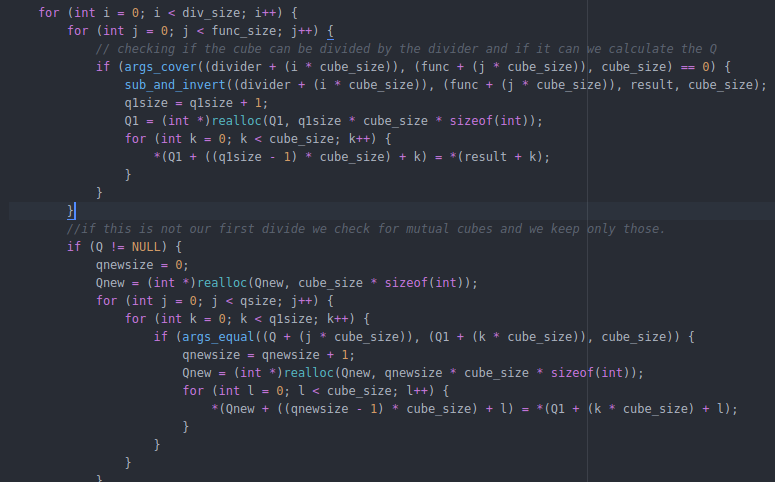 for (int i = 0; i < div_size; i++) {
for (int j = 0; j < func_size; j++) {
// checking if the cube can be divided by the divider and if it can we calculate the Q
if (args_cover((divider + (i * cube_size)), (func + (j * cube_size)), cube_size) == 0) {
sub_and_invert((divider + (i * cube_size)), (func + (j * cube_size)), result, cube_size);
q1size = q1size + 1;
Q1 = (int *)realloc(Q1, q1size * cube_size * sizeof(int));
for (int k = 0; k < cube_size; k++) {
*(Q1 + ((q1size - 1) * cube_size) + k) = *(result + k);
}
}
}
//if this is not our first divide we check for mutual cubes and we keep only those.
if (Q != NULL) {
qnewsize = 0;
Qnew = (int *)realloc(Qnew, cube_size * sizeof(int));
for (int j = 0; j < qsize; j++) {
for (int k = 0; k < q1size; k++) {
if (args_equal((Q + (j * cube_size)), (Q1 + (k * cube_size)), cube_size)) {
qnewsize = qnewsize + 1;
Qnew = (int *)realloc(Qnew, qnewsize * cube_size * sizeof(int));
for (int l = 0; l < cube_size; l++) {
*(Qnew + ((qnewsize - 1) * cube_size) + l) = *(Q1 + (k * cube_size) + l);
}
}
}
}